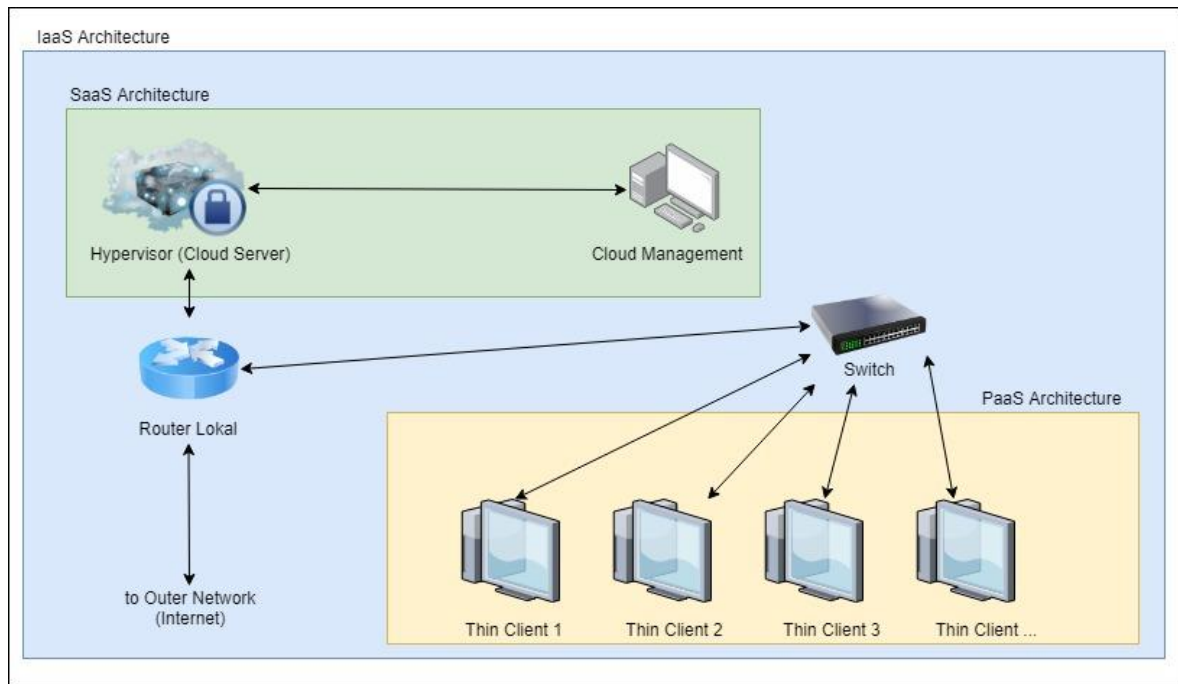 IaaS Architecture
SaaS Architecture
Hypervisor (Cloud Server)
Cloud Management
Switch
PaaS Architecture
Router Lokal
to Outer Network
(Internet)
Thin Client 1
Thin Client 2
Thin Client 3
Thin Client ...